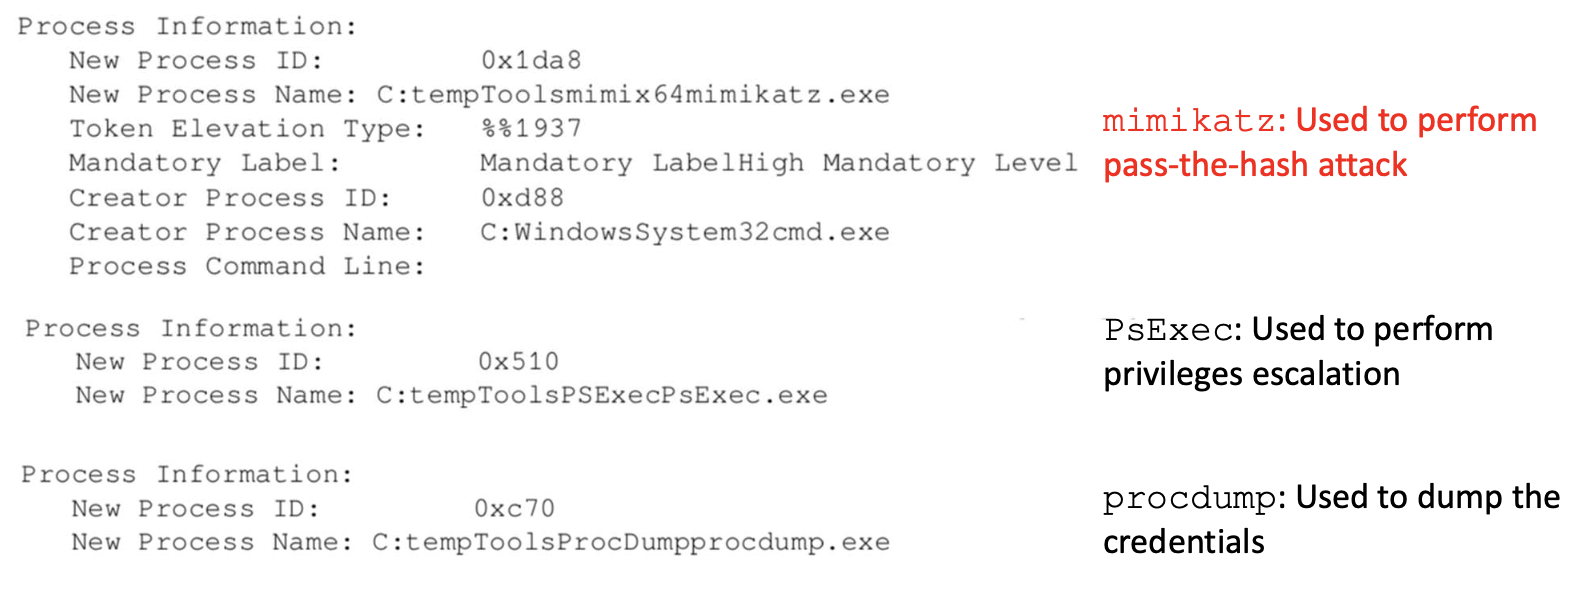 Process Information:
New Process ID: 0x1da8
New Process Name: C:tempToolsmimix64mimikatz.exe
Token Elevation Type: %%1937
Mandatory Label: Mandatory LabelHigh Mandatory Level
Creator Process ID: 0xd88
Creator Process Name: C:WindowsSystem32cmd.exe
Process Command Line:
mimikatz: Used to perform
pass-the-hash attack
Process Information:
New Process ID: 0x510
New Process Name: C:tempToolsPSExecPsExec.exe
PsExec: Used to perform
privileges escalation
Process Information:
New Process ID: 0xc70
New Process Name: C:tempToolsProcDumpprocdump.exe
procdump: Used to dump the
credentials